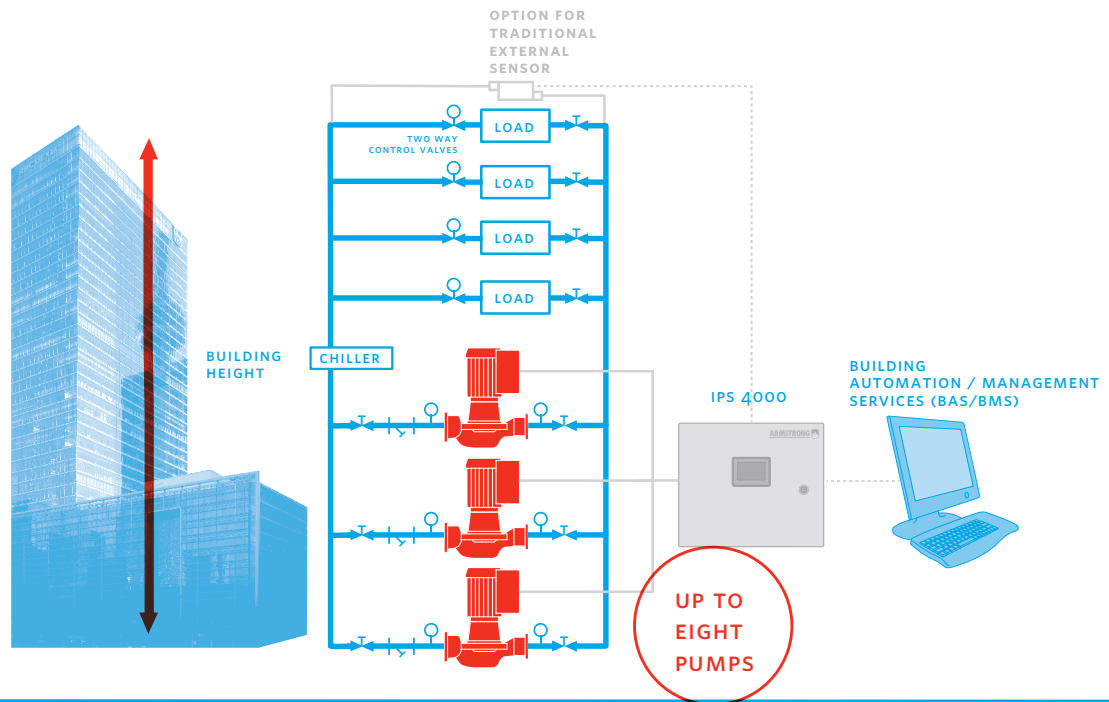 OPTION FOR
TRADITIONAL
EXTERNAL
SENSOR
LOAD
TWO WAY
CONTROL VALVES
LOAD
LOAD
LOAD
BUILDING
HEIGHT
CHILLER
IPS 4000
BUILDING
AUTOMATION / MANAGEMENT
SERVICES (BAS/BMS)
ARMSTRONG
UP TO
EIGHT
PUMPS